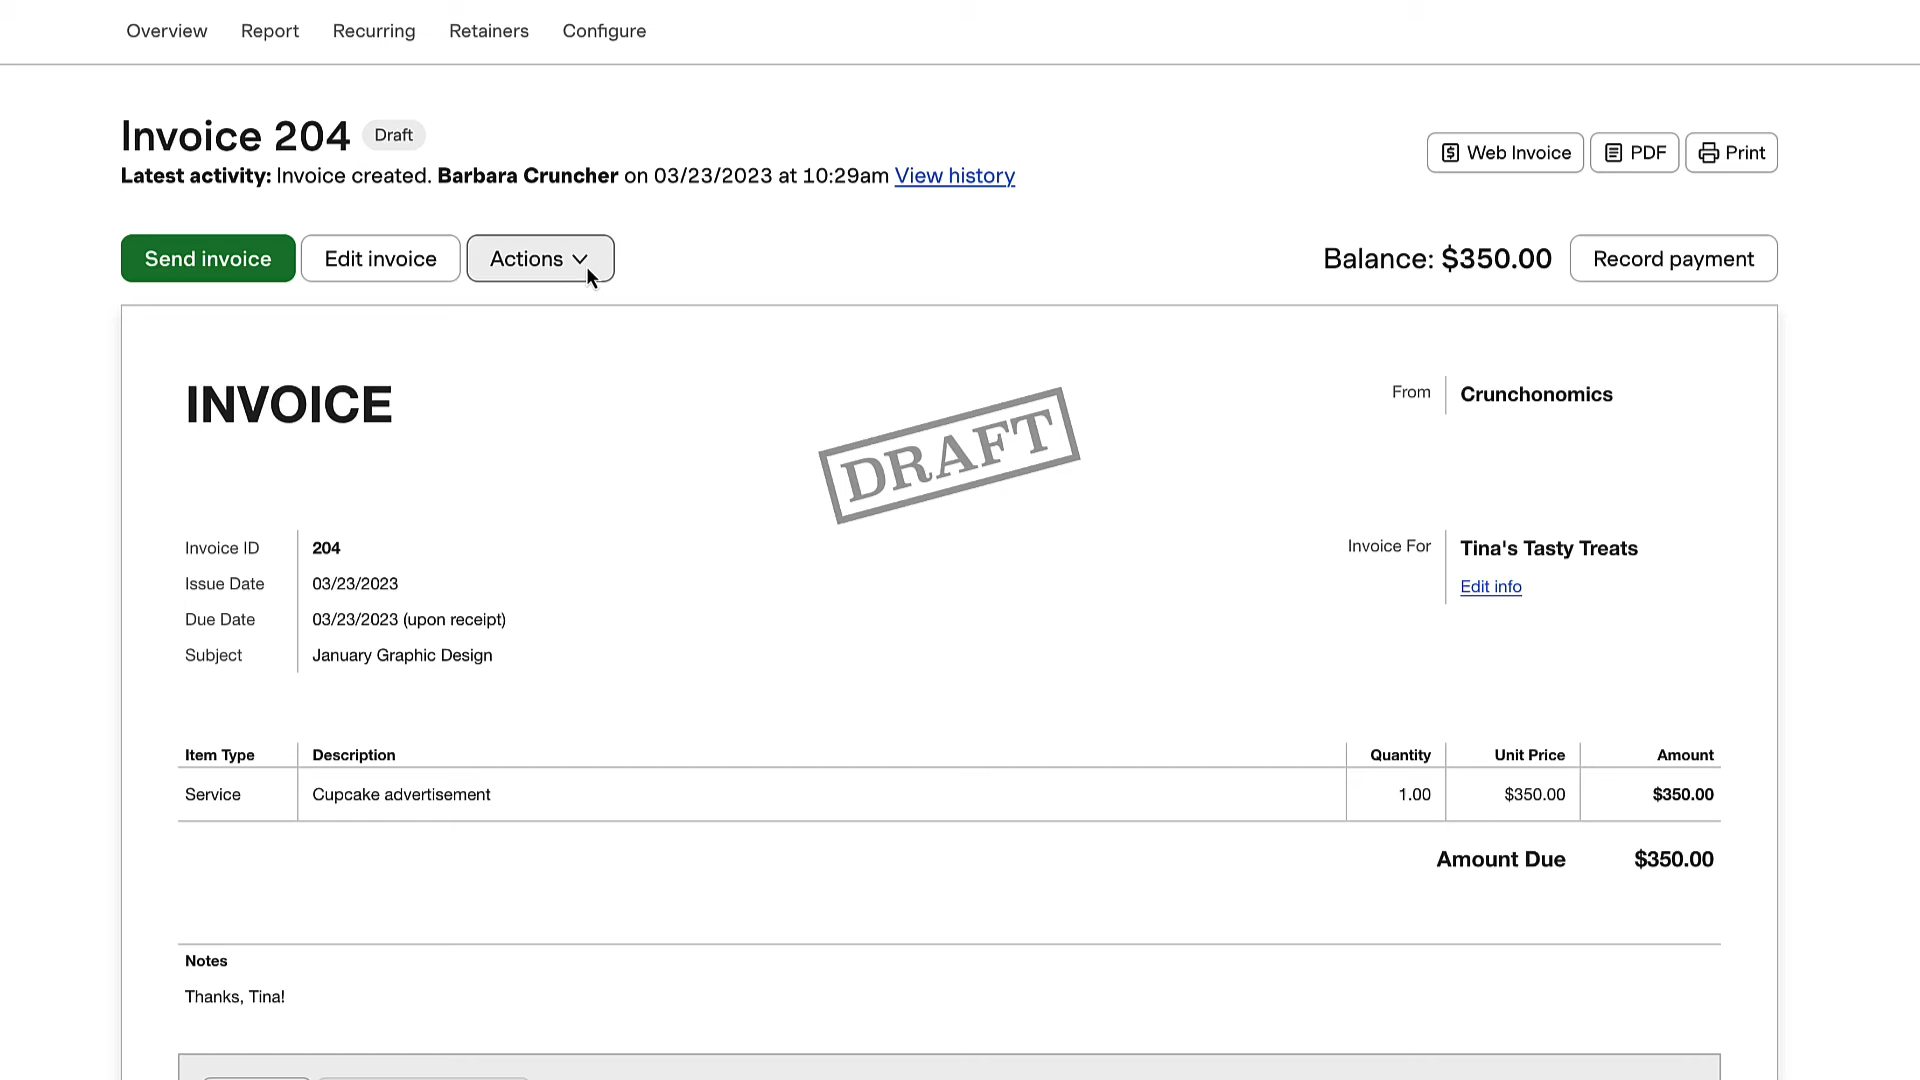 Overview Report Recurring Retainers Configure
Invoice 204 Draft
Web Invoice PDF Print
Latest activity: Invoice created. Barbara Cruncher on 03/23/2023 at 10:29am View history
Send invoice Edit invoice Actions Balance: $350.00 Record payment
INVOICE
DRAFT
From Crunchonomics
Invoice ID 204
Invoice For Tina's Tasty Treats
Issue Date 03/23/2023
Edit info
Due Date 03/23/2023 (upon receipt)
Subject January Graphic Design
Item Type Description Quantity Unit Price Amount
Service Cupcake advertisement 1.00 $350.00 $350.00
Amount Due $350.00
Notes
Thanks, Tina!